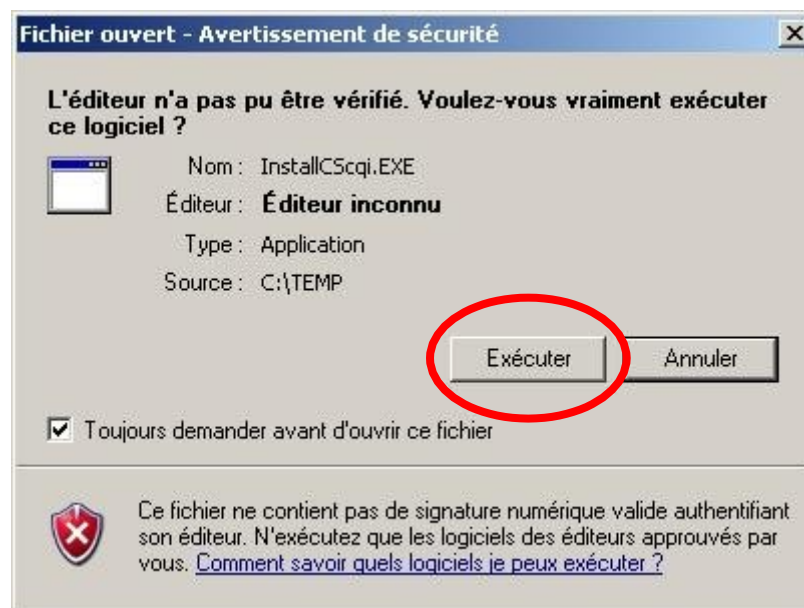 Fichier ouvert - Avertissement de sécurité
L'éditeur n'a pas pu être vérifié. Voulez-vous vraiment exécuter
ce logiciel ?
Nom : InstallCScqi.EXE
Éditeur : Éditeur inconnu
Type : Application
Source : C:\TEMP
Exécuter Annuler
Toujours demander avant d'ouvrir ce fichier
Ce fichier ne contient pas de signature numérique valide authentifiant
son éditeur. N'exécutez que les logiciels des éditeurs approuvés par
vous. Comment savoir quels logiciels je peux exécuter ?